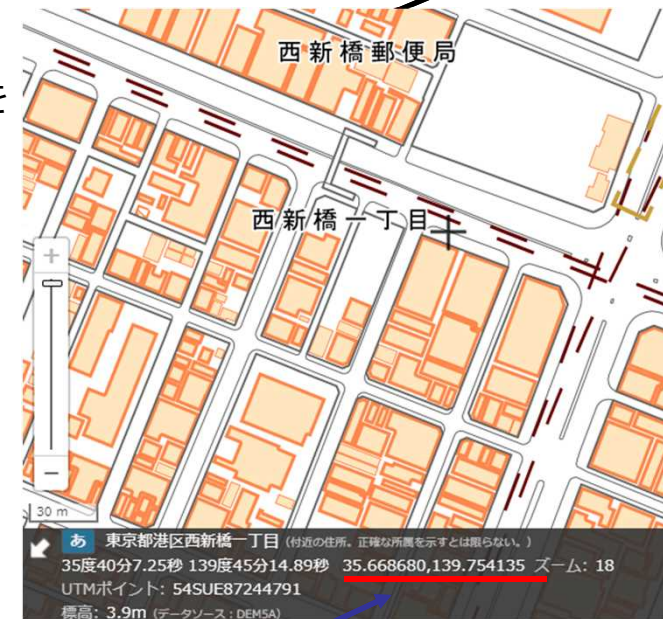 西新橋郵便局
を
西新橋一丁目
+
−
30 m
あ 東京都港区西新橋一丁目 (付近の住所。正確な所属を示すとは限らない。)
35度40分7.25秒 139度45分14.89秒 35.668680,139.754135 ズーム: 18
UTMポイント: 54SUE87244791
標高: 3.9m (データソース : DEM5A)